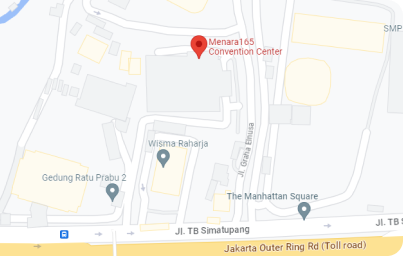 SMP
Menara165
Convention Center
Jl. Graha Elnusa
Wisma Raharja
Gedung Ratu Prabu 2
The Manhattan Square
Jl. TB Simatupang
Jl. TB S
Jakarta Outer Ring Rd (Toll road)